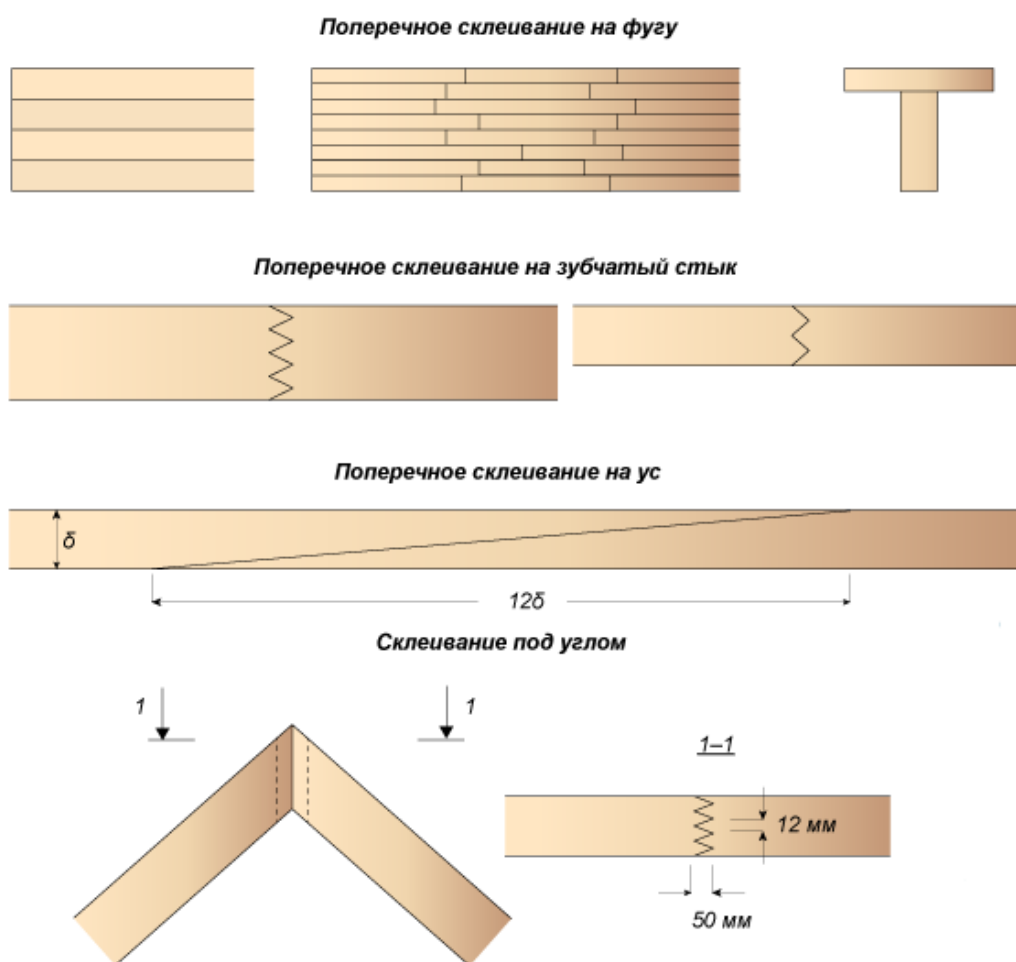 Поперечное склеивание на фугу
Поперечное склеивание на зубчатый стык
Поперечное склеивание на ус
δ
12δ
Склеивание под углом
1
1
1–1
12 мм
50 мм